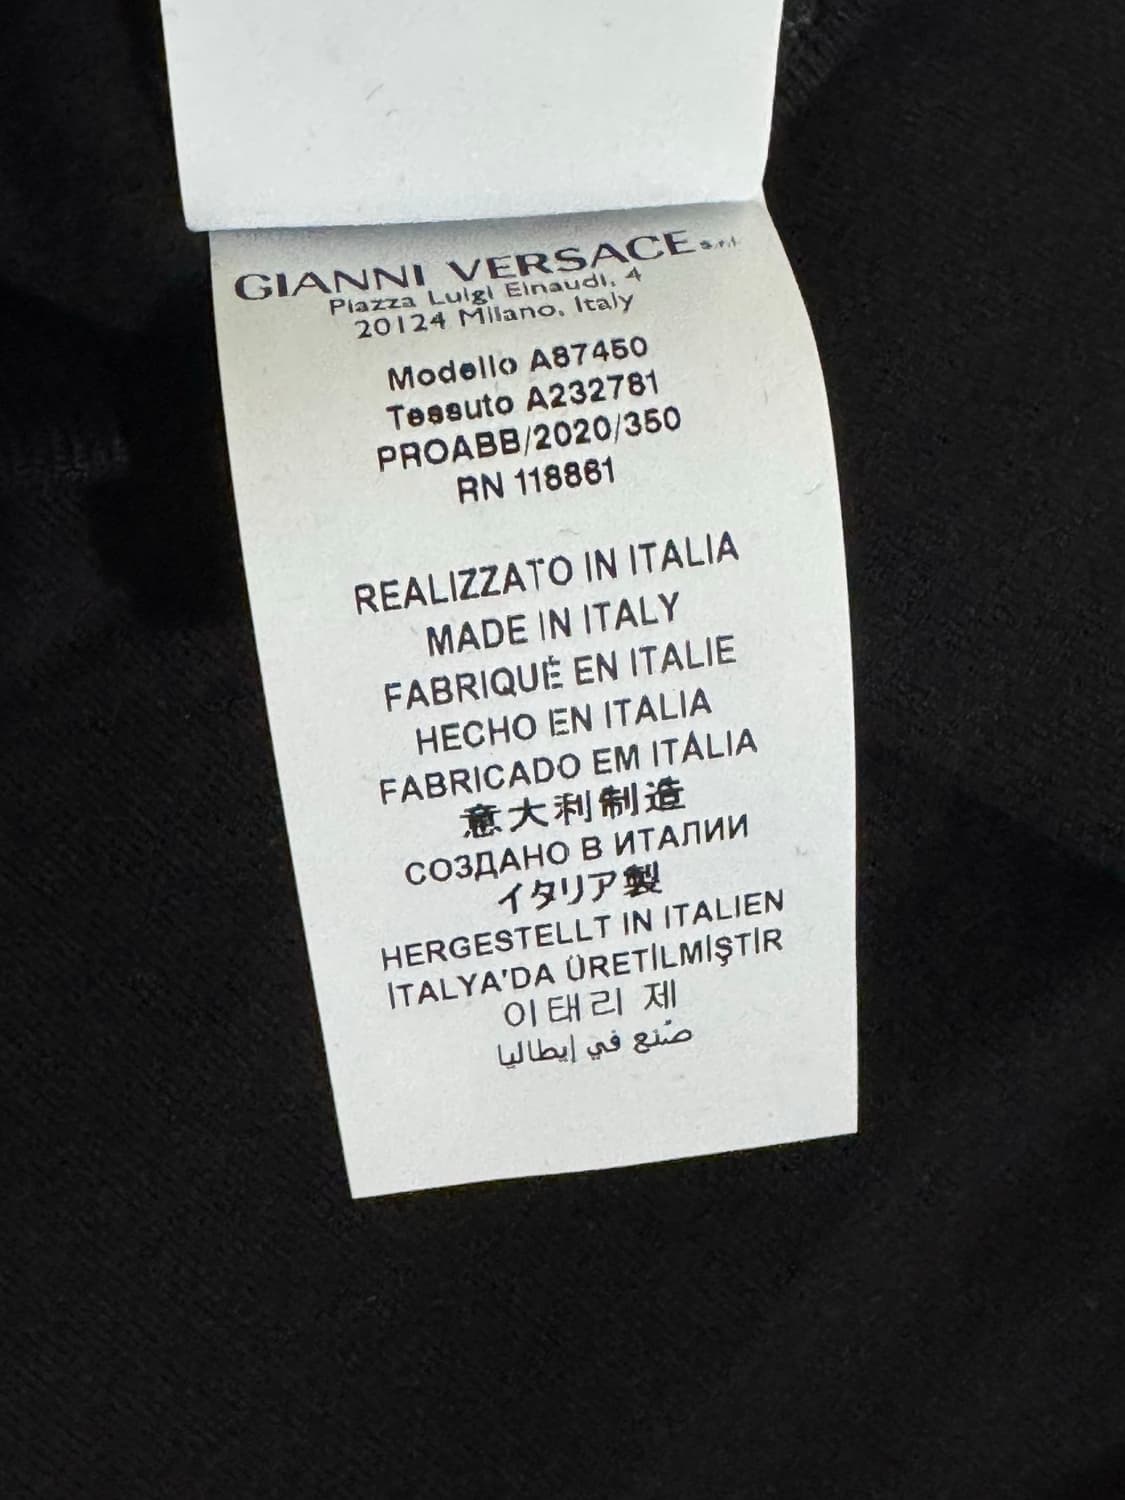 GIANNI VERSACE s.r.l.
Piazza Luigi Einaudi, 4
20124 Milano, Italy
Modello A87450
Tessuto A232781
PROABB/2020/350
RN 118861
REALIZZATO IN ITALIA
MADE IN ITALY
FABRIQUÉ EN ITALIE
HECHO EN ITALIA
FABRICADO EM ITÁLIA
意大利制造
СОЗДАНО В ИТАЛИИ
イタリア製
HERGESTELLT IN ITALIEN
İTALYA'DA ÜRETİLMİŞTİR
이태리 제
صُنع في إيطاليا